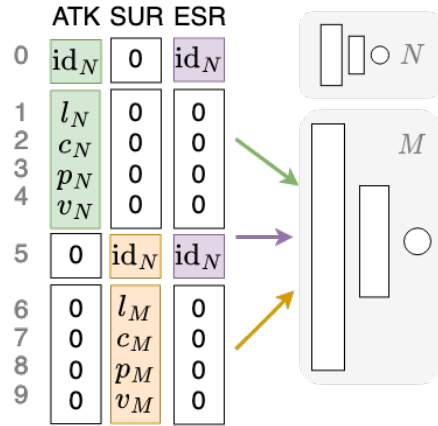 ATK SUR ESR
0 id_N 0 id_N N
1 l_N 0 0
2 c_N 0 0 M
3 p_N 0 0
4 v_N 0 0
5 0 id_N id_N
6 0 l_M 0
7 0 c_M 0
8 0 p_M 0
9 0 v_M 0